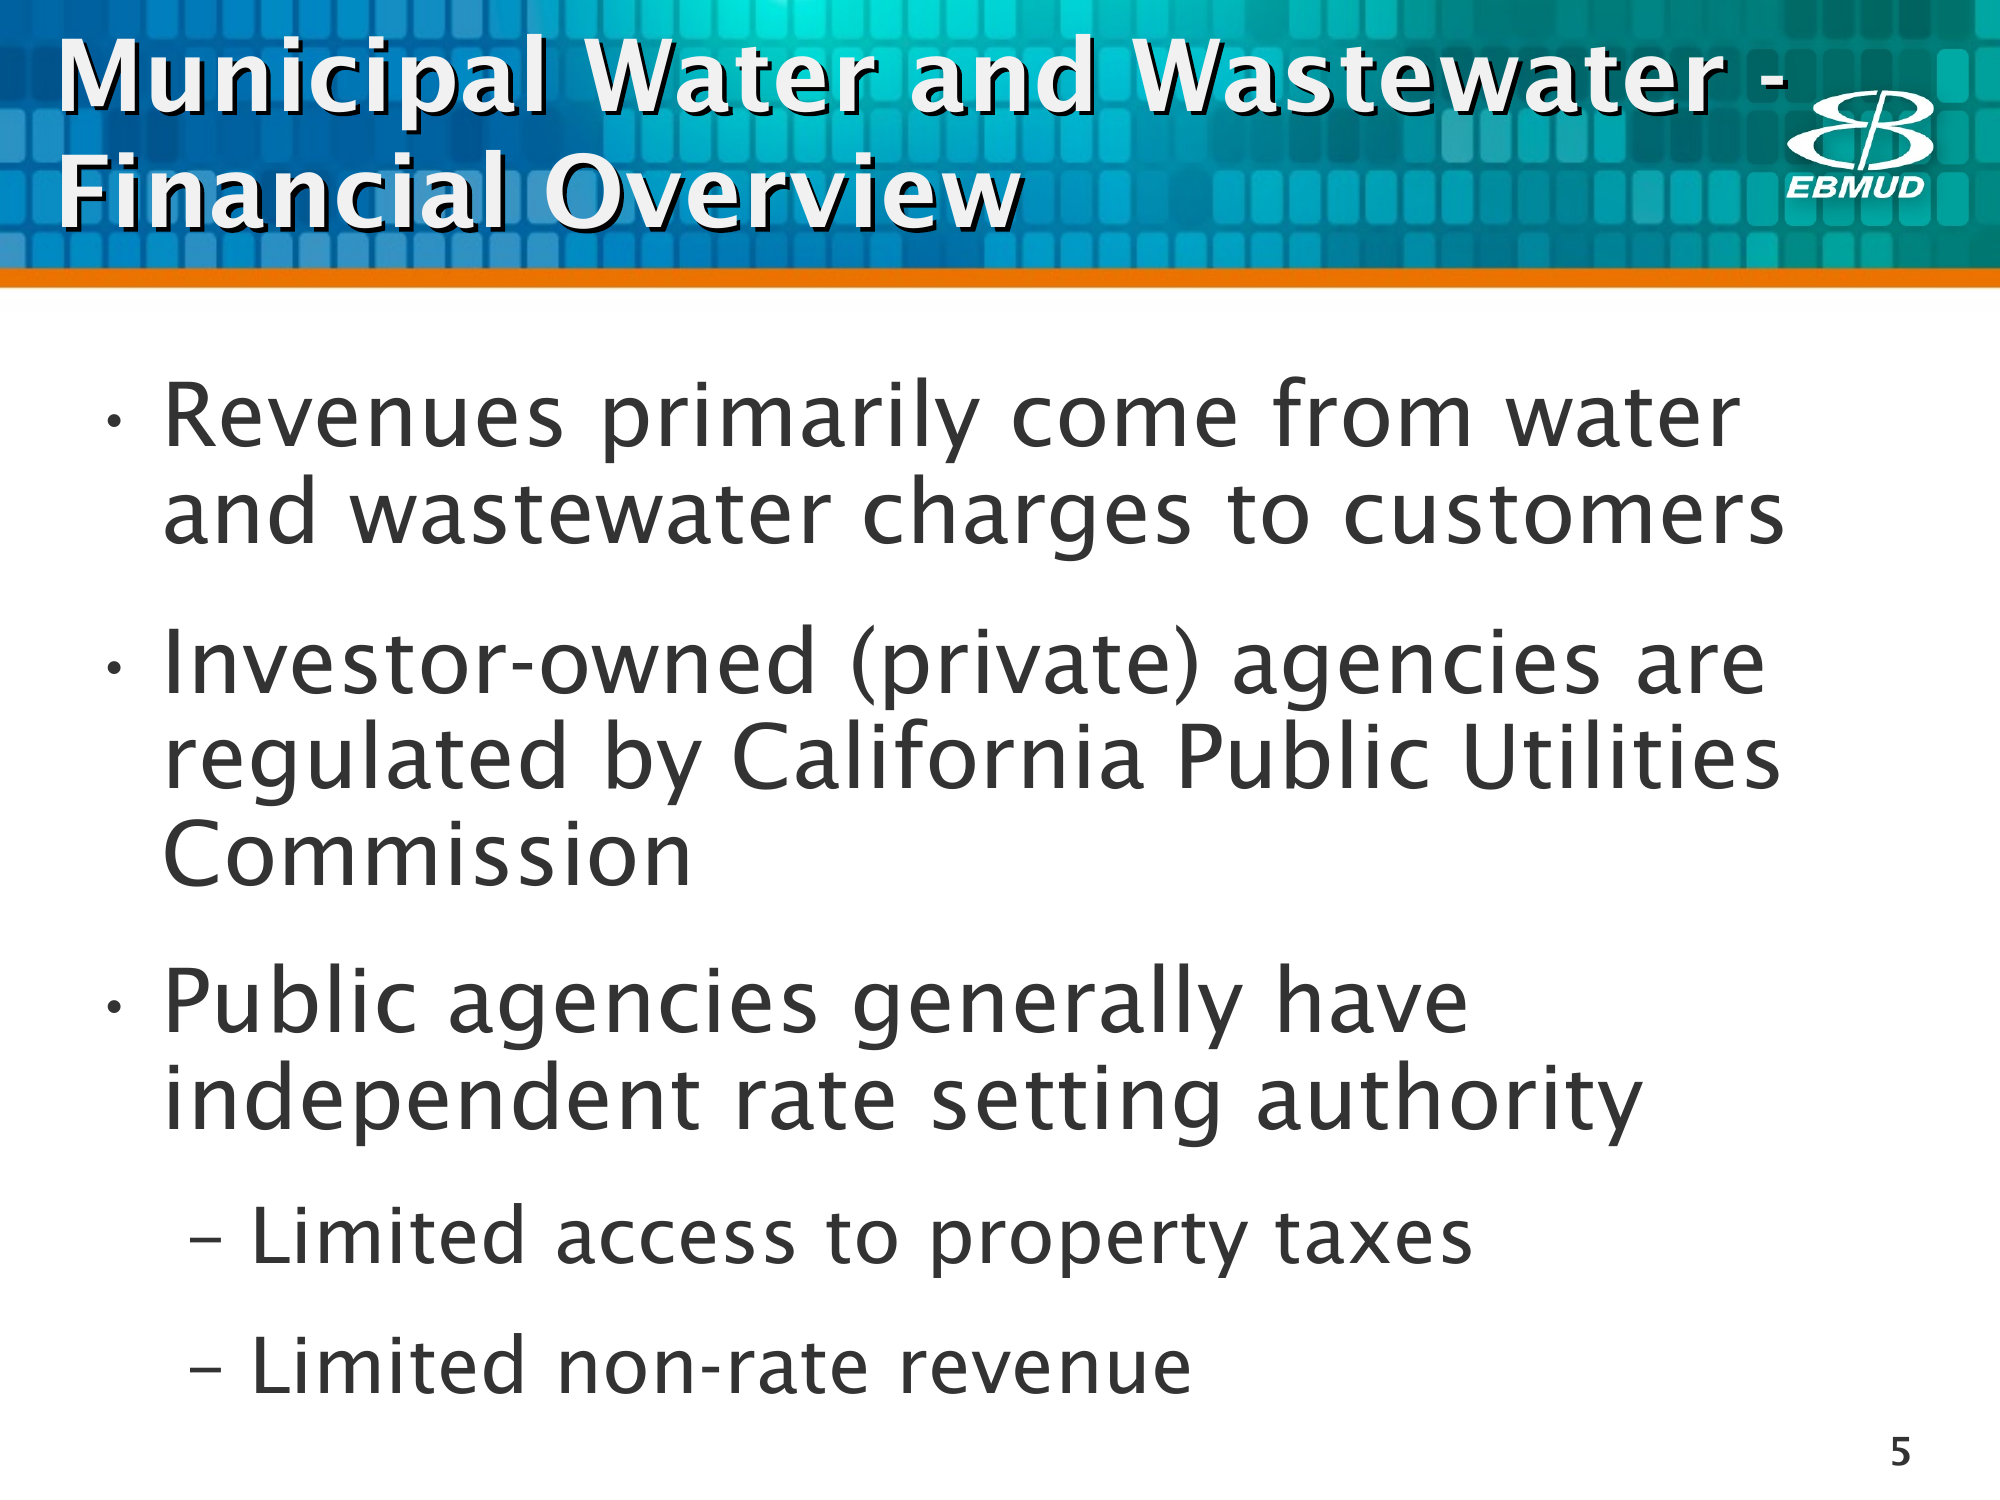 Municipal Water and Wastewater -
Financial Overview
EBMUD
• Revenues primarily come from water
and wastewater charges to customers
• Investor-owned (private) agencies are
regulated by California Public Utilities
Commission
• Public agencies generally have
independent rate setting authority
– Limited access to property taxes
– Limited non-rate revenue
5